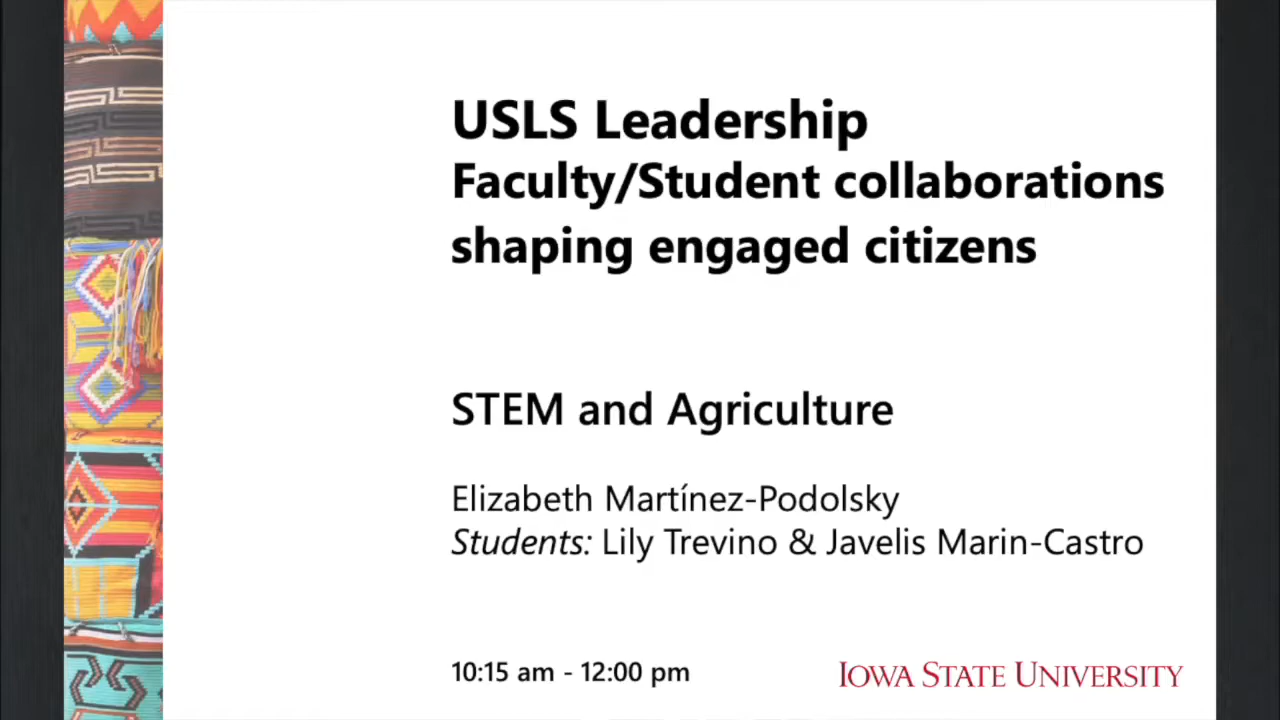 USLS Leadership
Faculty/Student collaborations
shaping engaged citizens
STEM and Agriculture
Elizabeth Martínez-Podolsky
Students: Lily Trevino & Javelis Marin-Castro
10:15 am - 12:00 pm
IOWA STATE UNIVERSITY